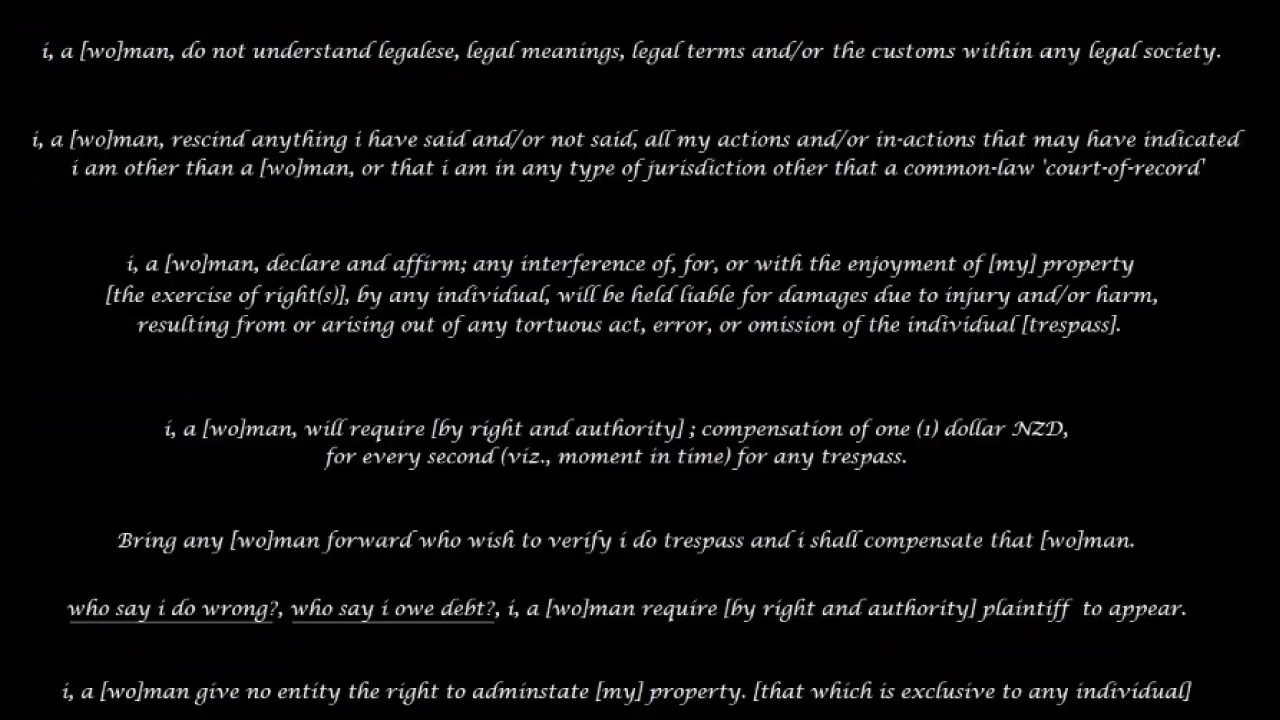 i, a [wo]man, do not understand legalese, legal meanings, legal terms and/or the customs within any legal society.
i, a [wo]man, rescind anything i have said and/or not said, all my actions and/or in-actions that may have indicated
i am other than a [wo]man, or that i am in any type of jurisdiction other that a common-law 'court-of-record'
i, a [wo]man, declare and affirm; any interference of, for, or with the enjoyment of [my] property
[the exercise of right(s)], by any individual, will be held liable for damages due to injury and/or harm,
resulting from or arising out of any tortuous act, error, or omission of the individual [trespass].
i, a [wo]man, will require [by right and authority] ; compensation of one (1) dollar NZD,
for every second (viz., moment in time) for any trespass.
Bring any [wo]man forward who wish to verify i do trespass and i shall compensate that [wo]man.
who say i do wrong?, who say i owe debt?, i, a [wo]man require [by right and authority] plaintiff to appear.
i, a [wo]man give no entity the right to adminstate [my] property. [that which is exclusive to any individual]